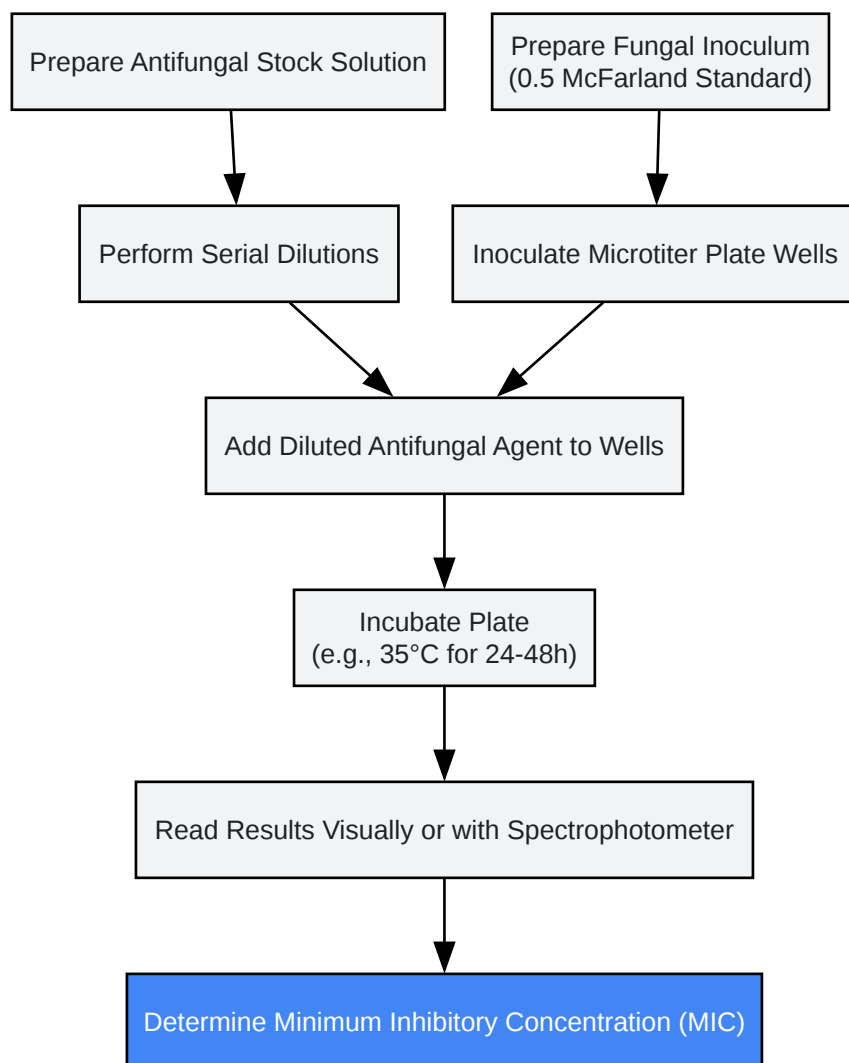 Prepare Antifungal Stock Solution
Prepare Fungal Inoculum
(0.5 McFarland Standard)
Perform Serial Dilutions
Inoculate Microtiter Plate Wells
Add Diluted Antifungal Agent to Wells
Incubate Plate
(e.g., 35°C for 24-48h)
Read Results Visually or with Spectrophotometer
Determine Minimum Inhibitory Concentration (MIC)